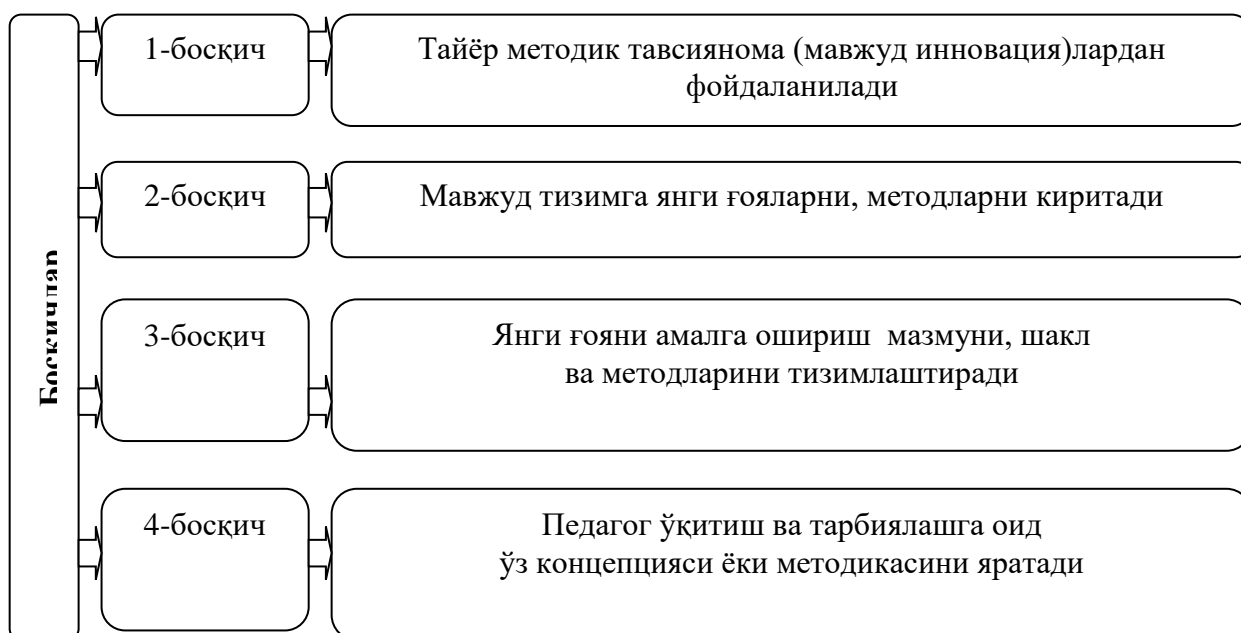 Босқичлар
1-босқич
Тайёр методик тавсиянома (мавжуд инновация)лардан
фойдаланилади
2-босқич
Мавжуд тизимга янги ғояларни, методларни киритади
3-босқич
Янги ғояни амалга ошириш мазмуни, шакл
ва методларини тизимлаштиради
4-босқич
Педагог ўқитиш ва тарбиялашга оид
ўз концепцияси ёки методикасини яратади